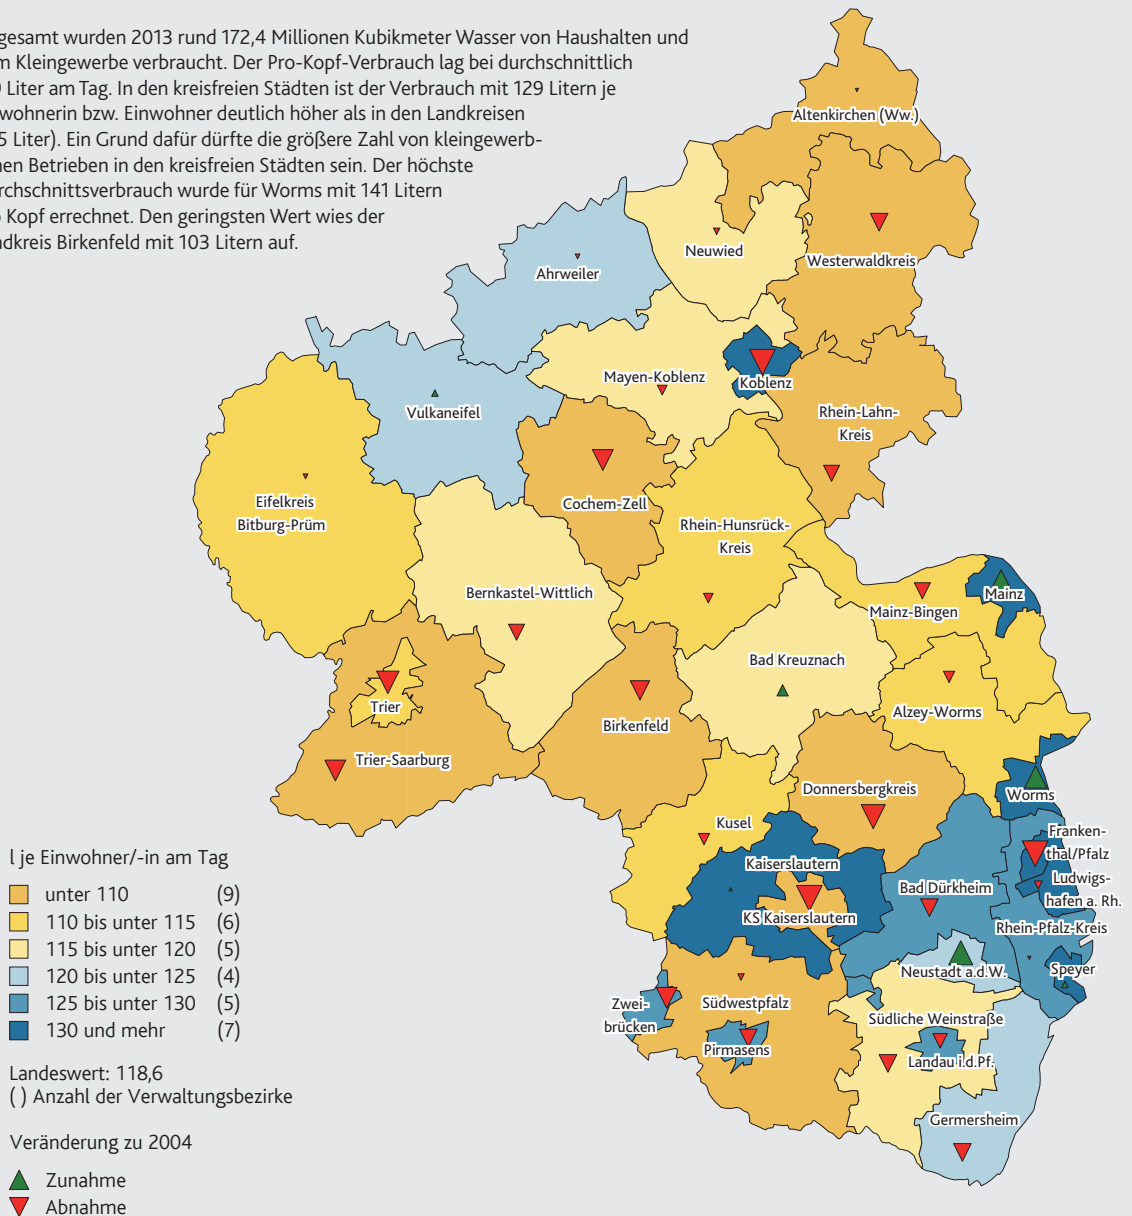 gesamt wurden 2013 rund 172,4 Millionen Kubikmeter Wasser von Haushalten und
m Kleingewerbe verbraucht. Der Pro-Kopf-Verbrauch lag bei durchschnittlich
Liter am Tag. In den kreisfreien Städten ist der Verbrauch mit 129 Litern je
wohnerin bzw. Einwohner deutlich höher als in den Landkreisen
5 Liter). Ein Grund dafür dürfte die größere Zahl von kleingewerb-
hen Betrieben in den kreisfreien Städten sein. Der höchste
rchschnittsverbrauch wurde für Worms mit 141 Litern
Kopf errechnet. Den geringsten Wert wies der
ndkreis Birkenfeld mit 103 Litern auf.
Altenkirchen (Ww.)
Neuwied
Westerwaldkreis
Ahrweiler
Mayen-Koblenz
Koblenz
Vulkaneifel
Rhein-Lahn-
Kreis
Eifelkreis
Bitburg-Prüm
Cochem-Zell
Rhein-Hunsrück-
Kreis
Bernkastel-Wittlich
Mainz
Mainz-Bingen
Bad Kreuznach
Trier
Birkenfeld
Alzey-Worms
Trier-Saarburg
Donnersbergkreis
Worms
Kusel
Franken-
thal/Pfalz
Kaiserslautern
Ludwigs-
hafen a. Rh.
Bad Dürkheim
KS Kaiserslautern
Rhein-Pfalz-Kreis
Neustadt a.d.W.
Speyer
Zwei-
brücken
Südwestpfalz
Südliche Weinstraße
Pirmasens
Landau i.d.Pf.
Germersheim
l je Einwohner/-in am Tag
unter 110 (9)
110 bis unter 115 (6)
115 bis unter 120 (5)
120 bis unter 125 (4)
125 bis unter 130 (5)
130 und mehr (7)
Landeswert: 118,6
( ) Anzahl der Verwaltungsbezirke
Veränderung zu 2004
Zunahme
Abnahme